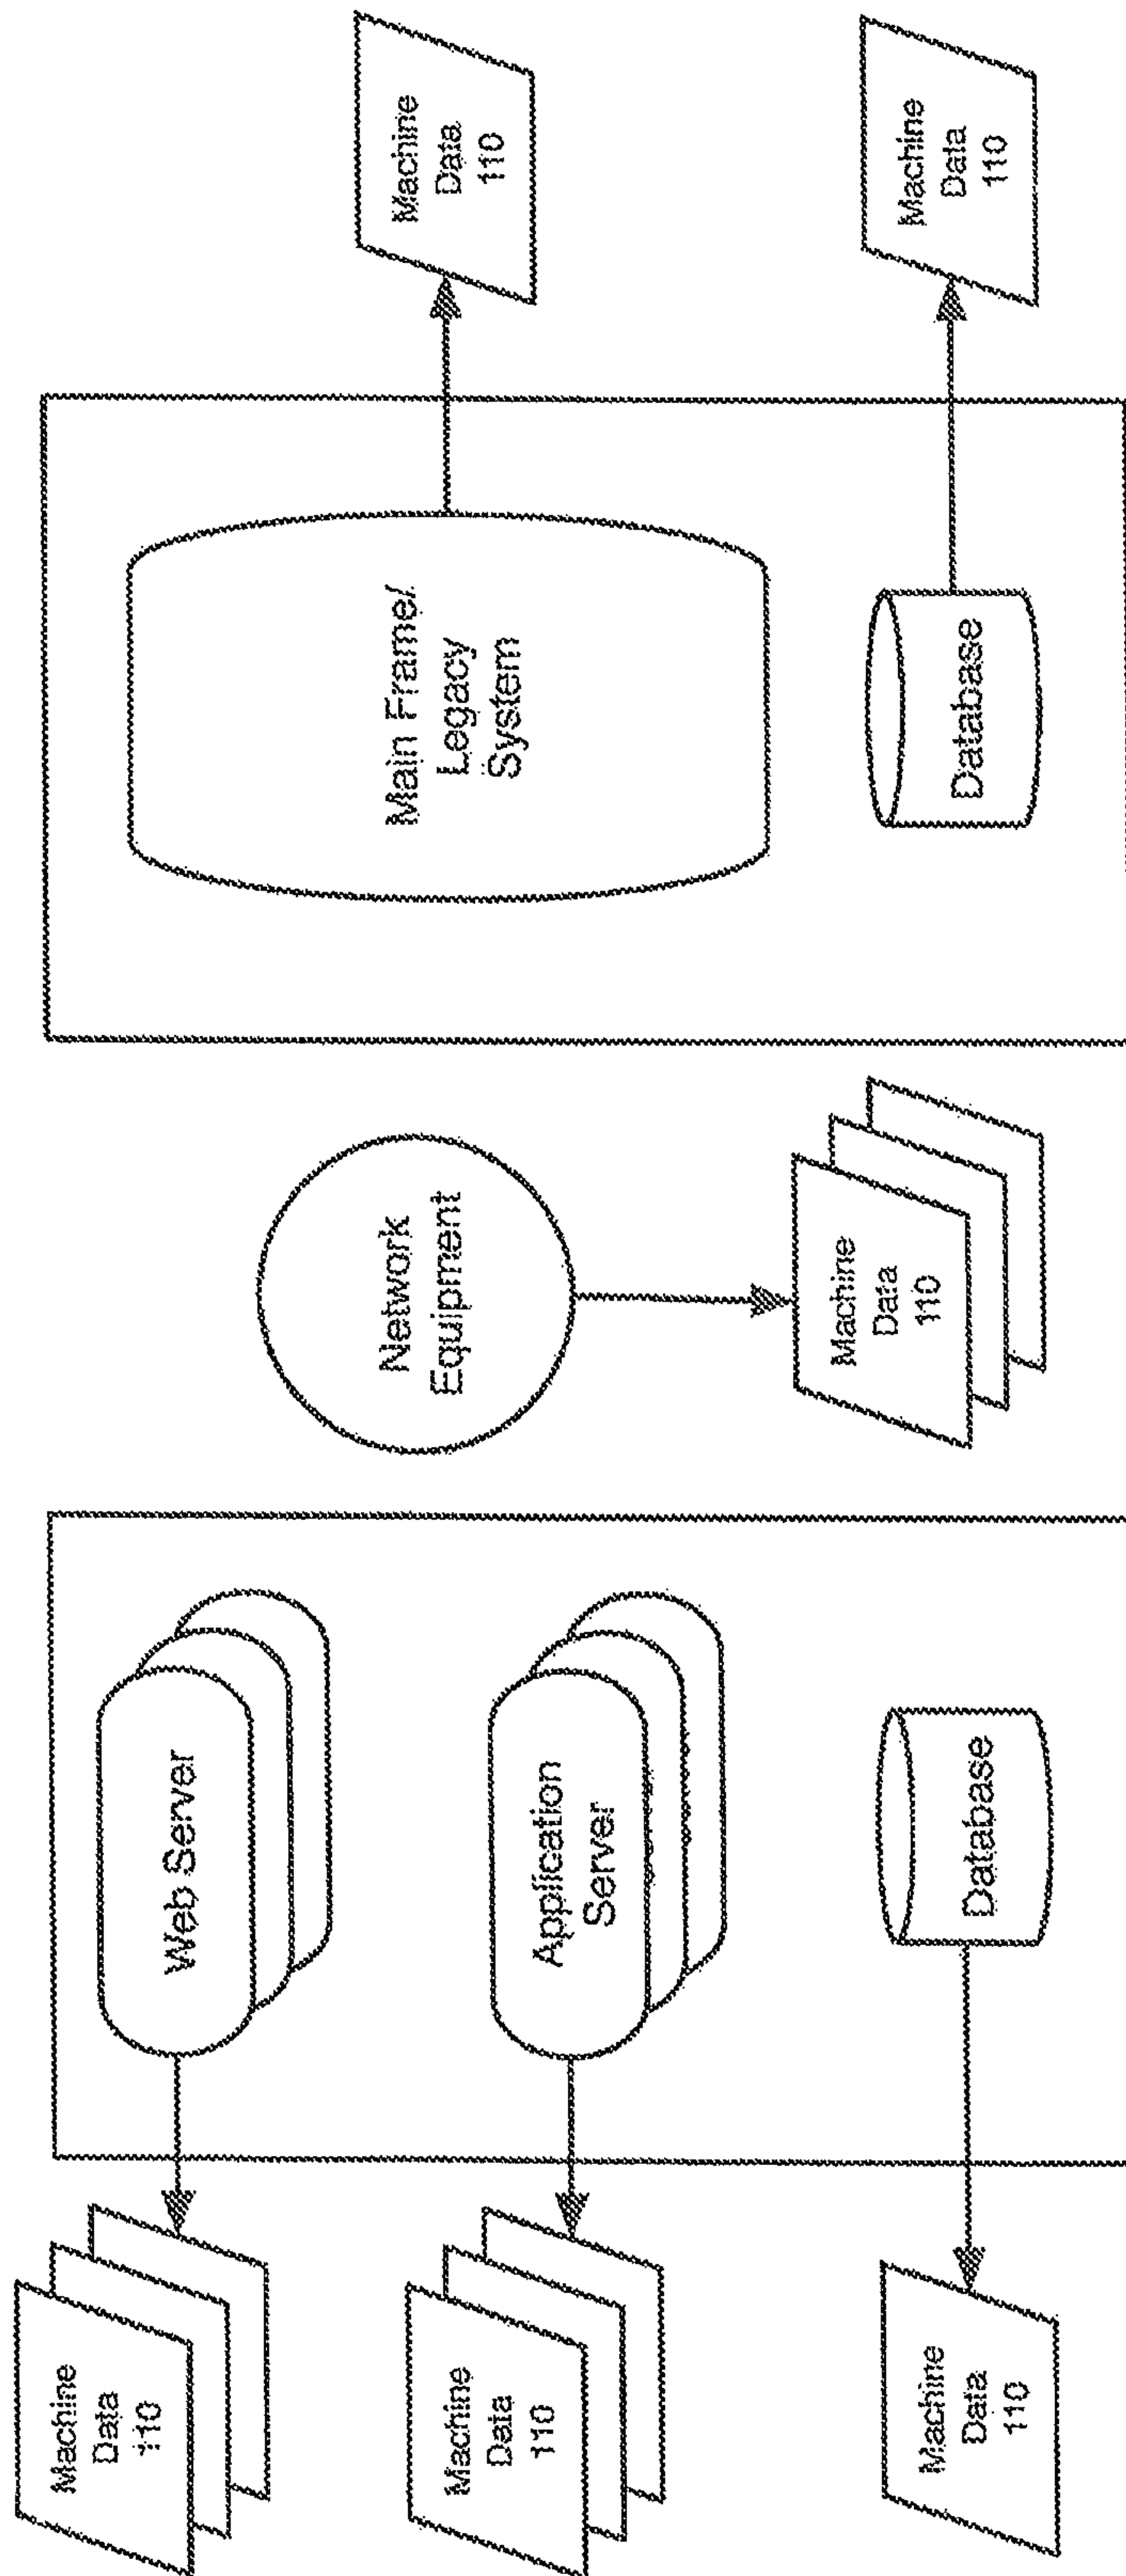 Machine
Data
110
Web Server
Machine
Data
110
Application
Server
Machine
Data
110
Database
Network
Equipment
Machine
Data
110
Main Frame/
Legacy
System
Machine
Data
110
Database
Machine
Data
110